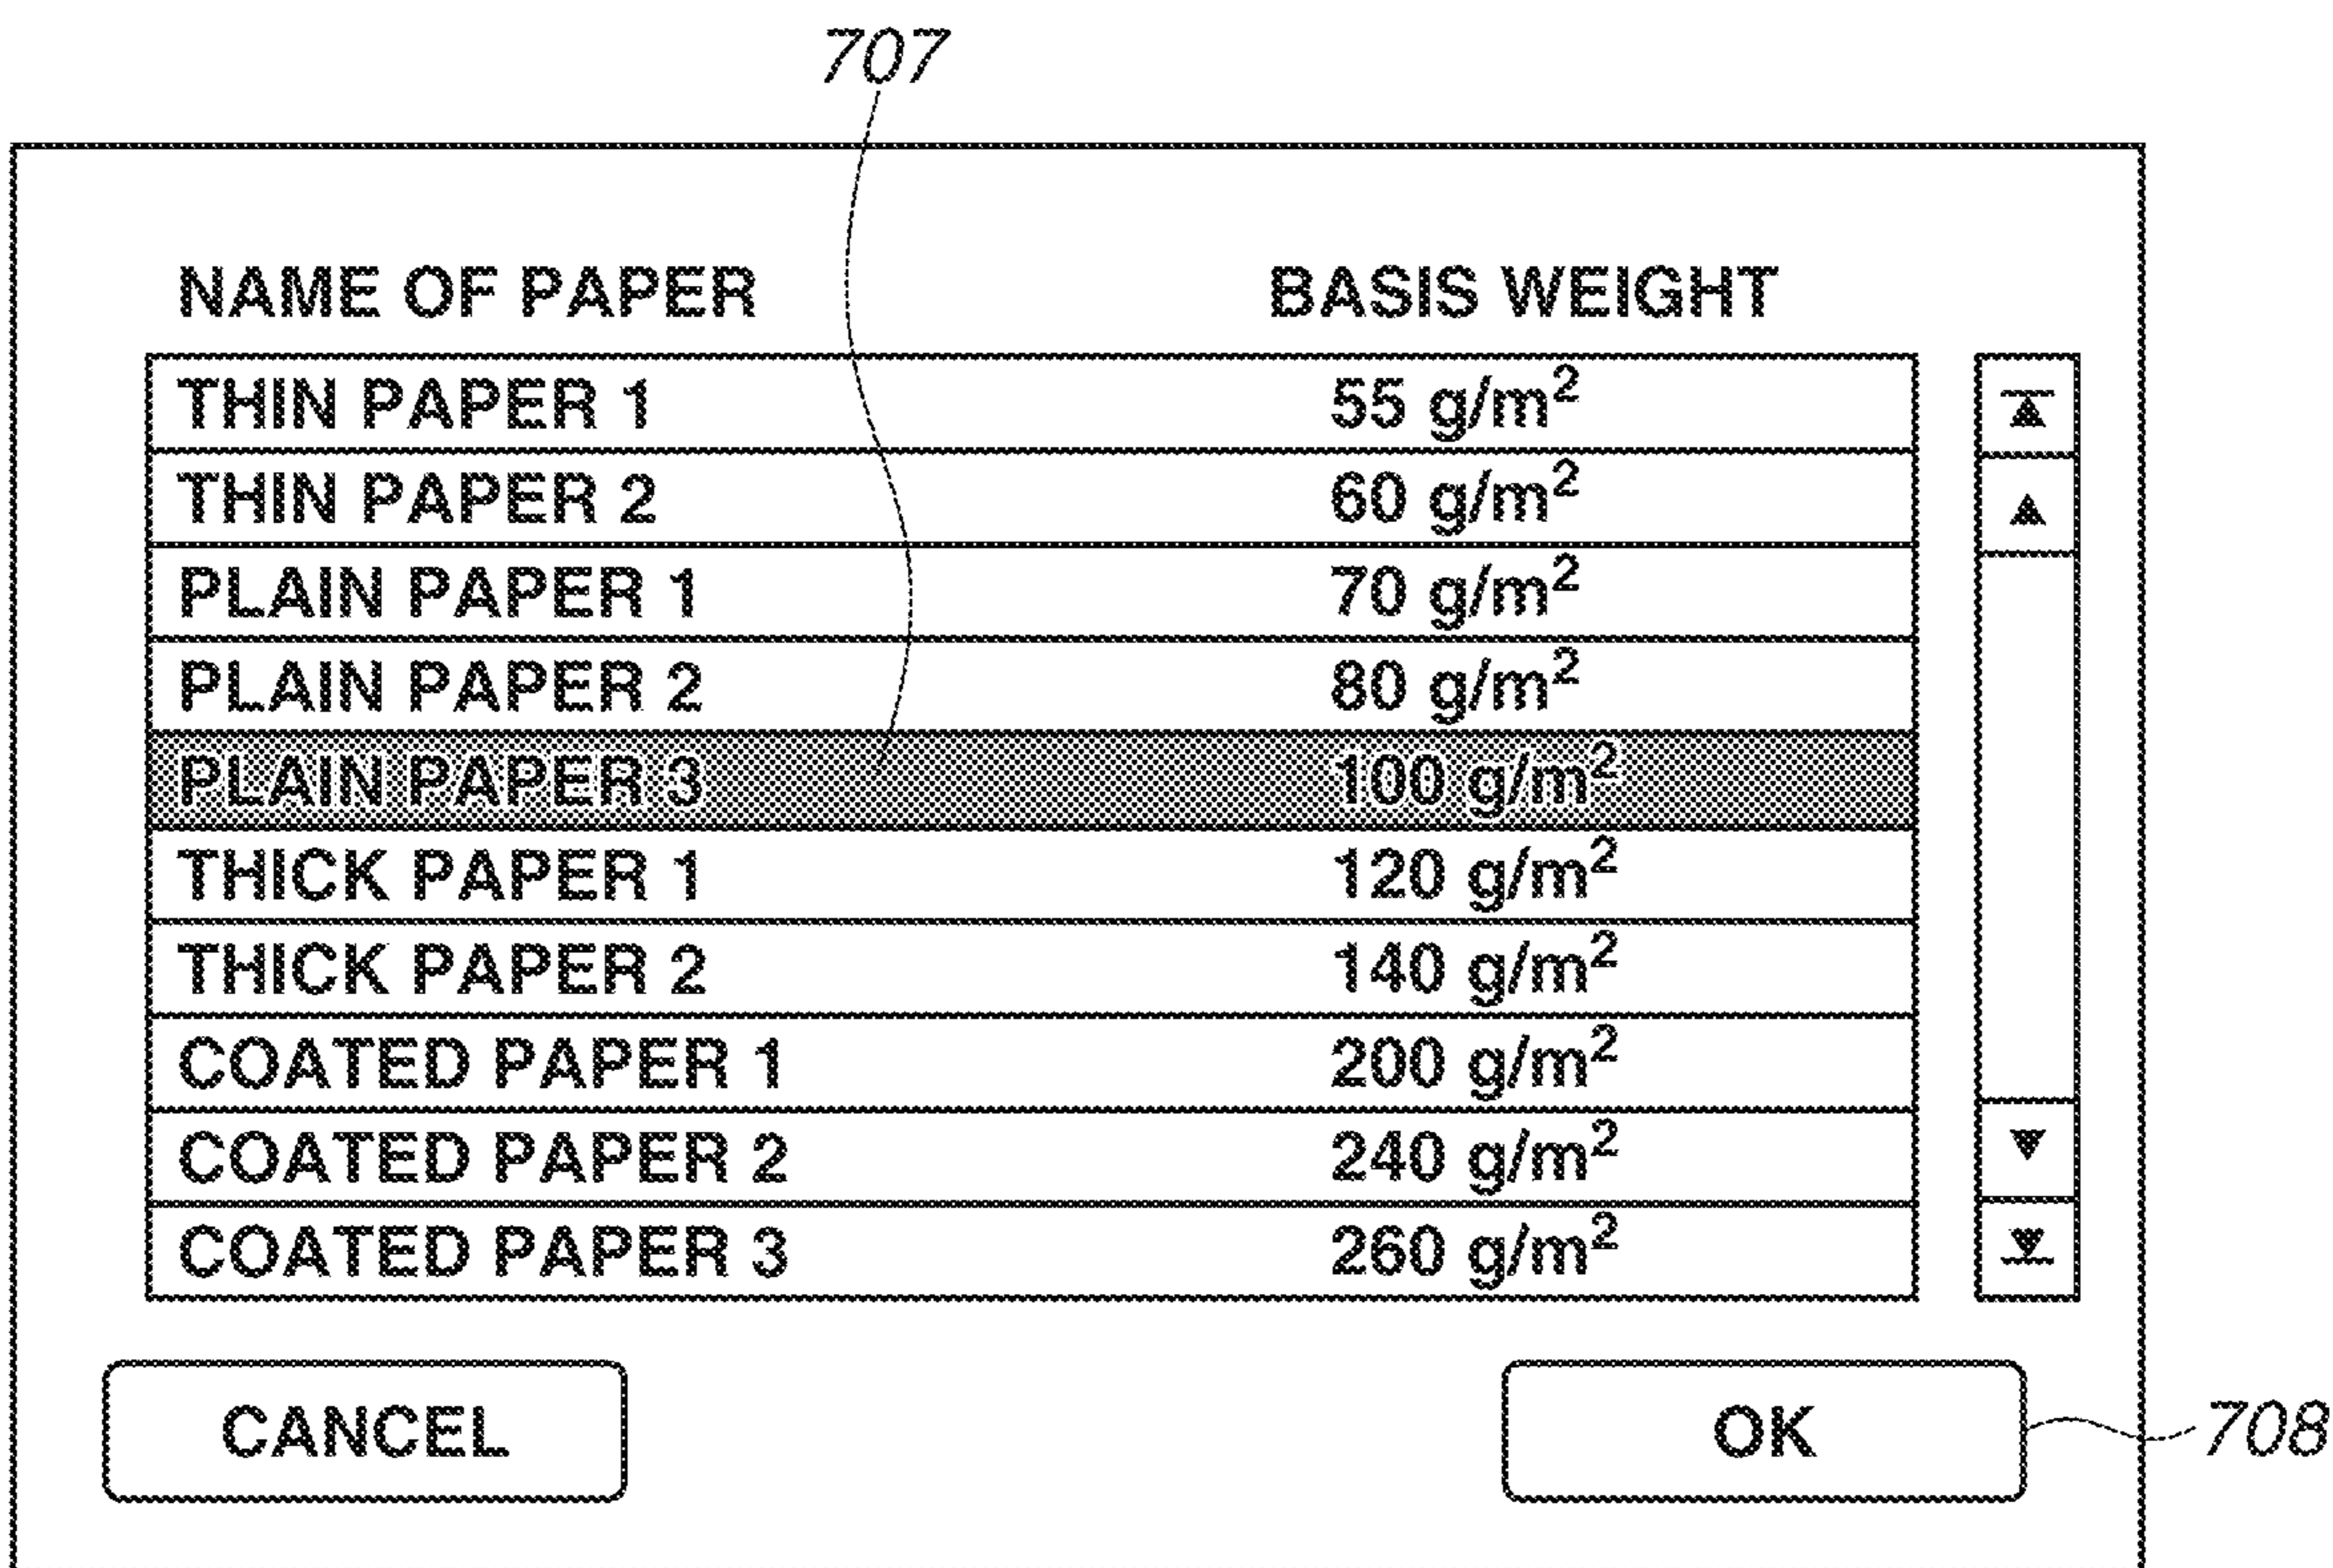 707
NAME OF PAPER BASIS WEIGHT
THIN PAPER 1 55 g/m²
THIN PAPER 2 60 g/m²
PLAIN PAPER 1 70 g/m²
PLAIN PAPER 2 80 g/m²
PLAIN PAPER 3 100 g/m²
THICK PAPER 1 120 g/m²
THICK PAPER 2 140 g/m²
COATED PAPER 1 200 g/m²
COATED PAPER 2 240 g/m²
COATED PAPER 3 260 g/m²
CANCEL OK 708